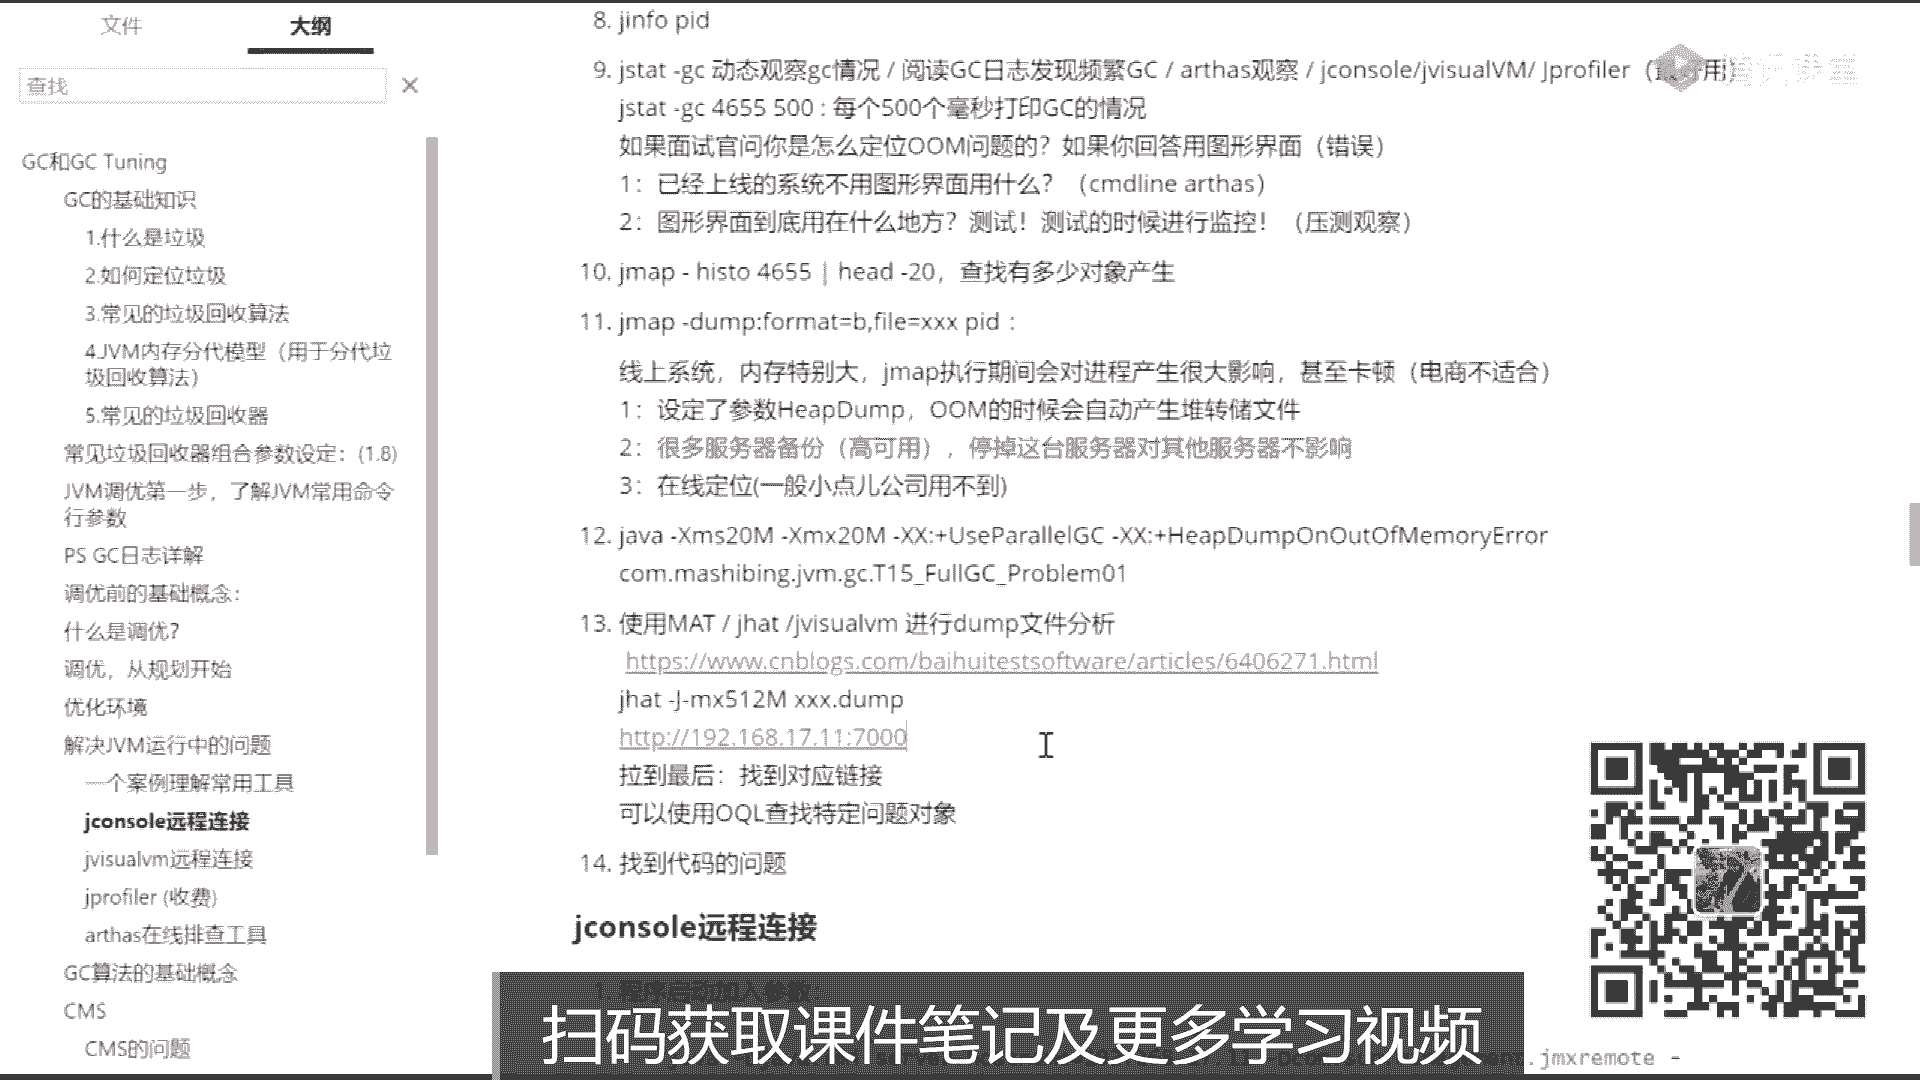 文件
大纲
查找
GC和GC Tuning
GC的基础知识
1.什么是垃圾
2.如何定位垃圾
3.常见的垃圾回收算法
4.JVM内存分代模型（用于分代垃
圾回收算法）
5.常见的垃圾回收器
常见垃圾回收器组合参数设定：(1.8)
JVM调优第一步，了解JVM常用命令
行参数
PS GC日志详解
调优前的基础概念：
什么是调优？
调优，从规划开始
优化环境
解决JVM运行中的问题
一个案例理解常用工具
jconsole远程连接
jvisualvm远程连接
jprofiler (收费)
arthas在线排查工具
GC算法的基础概念
CMS
CMS的问题
8. jinfo pid
9. jstat -gc 动态观察gc情况 / 阅读GC日志发现频繁GC / arthas观察 / jconsole/jvisualVM/ Jprofiler（最好用）
jstat -gc 4655 500 : 每个500个毫秒打印GC的情况
如果面试官问你是怎么定位OOM问题的？如果你回答用图形界面（错误）
1：已经上线的系统不用图形界面用什么？（cmdline arthas）
2：图形界面到底用在什么地方？测试！测试的时候进行监控！（压测观察）
10. jmap - histo 4655 | head -20，查找有多少对象产生
11. jmap -dump:format=b,file=xxx pid ：
线上系统，内存特别大，jmap执行期间会对进程产生很大影响，甚至卡顿（电商不适合）
1：设定了参数HeapDump，OOM的时候会自动产生堆转储文件
2：很多服务器备份（高可用），停掉这台服务器对其他服务器不影响
3：在线定位(一般小点儿公司用不到)
12. java -Xms20M -Xmx20M -XX:+UseParallelGC -XX:+HeapDumpOnOutOfMemoryError
com.mashibing.jvm.gc.T15_FullGC_Problem01
13. 使用MAT / jhat /jvisualvm 进行dump文件分析
https://www.cnblogs.com/baihuitestsoftware/articles/6406271.html
jhat -J-mx512M xxx.dump
http://192.168.17.11:7000
拉到最后：找到对应链接
可以使用OQL查找特定问题对象
14. 找到代码的问题
jconsole远程连接
1. 程序启动加入参数：
扫码获取课件笔记及更多学习视频
.jmxremote -